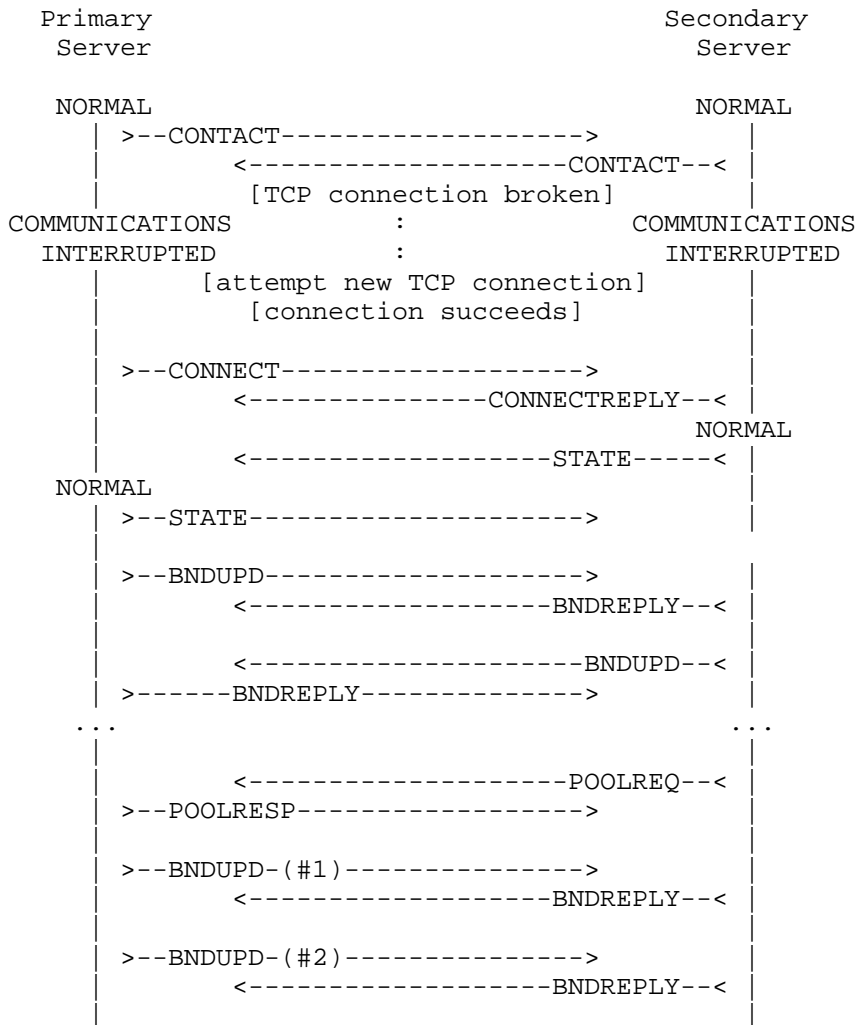 Primary                                Secondary
   Server                                  Server

   NORMAL                                  NORMAL
     | >--CONTACT------------------->         |
     |        <--------------------CONTACT--< |
     |         [TCP connection broken]        |
COMMUNICATIONS          :              COMMUNICATIONS
  INTERRUPTED           :                INTERRUPTED
     |      [attempt new TCP connection]      |
     |         [connection succeeds]          |
     |                                        |
     | >--CONNECT------------------->         |
     |        <---------------CONNECTREPLY--< |
     |                                     NORMAL
     |        <-------------------STATE-----< |
   NORMAL                                     |
     | >--STATE--------------------->         |
     |
     | >--BNDUPD-------------------->         |
     |        <-------------------BNDREPLY--< |
     |                                        |
     |        <---------------------BNDUPD--< |
     | >------BNDREPLY-------------->         |
    ...                                      ...
     |                                        |
     |        <--------------------POOLREQ--< |
     | >--POOLRESP------------------>         |
     |                                        |
     | >--BNDUPD-(#1)--------------->         |
     |        <-------------------BNDREPLY--< |
     |                                        |
     | >--BNDUPD-(#2)--------------->         |
     |        <-------------------BNDREPLY--< |
     |                                        |